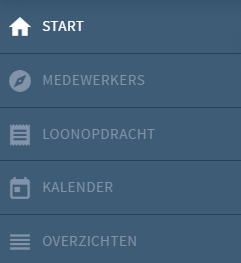 START
MEDEWERKERS
LOONOPDRACHT
KALENDER
OVERZICHTEN